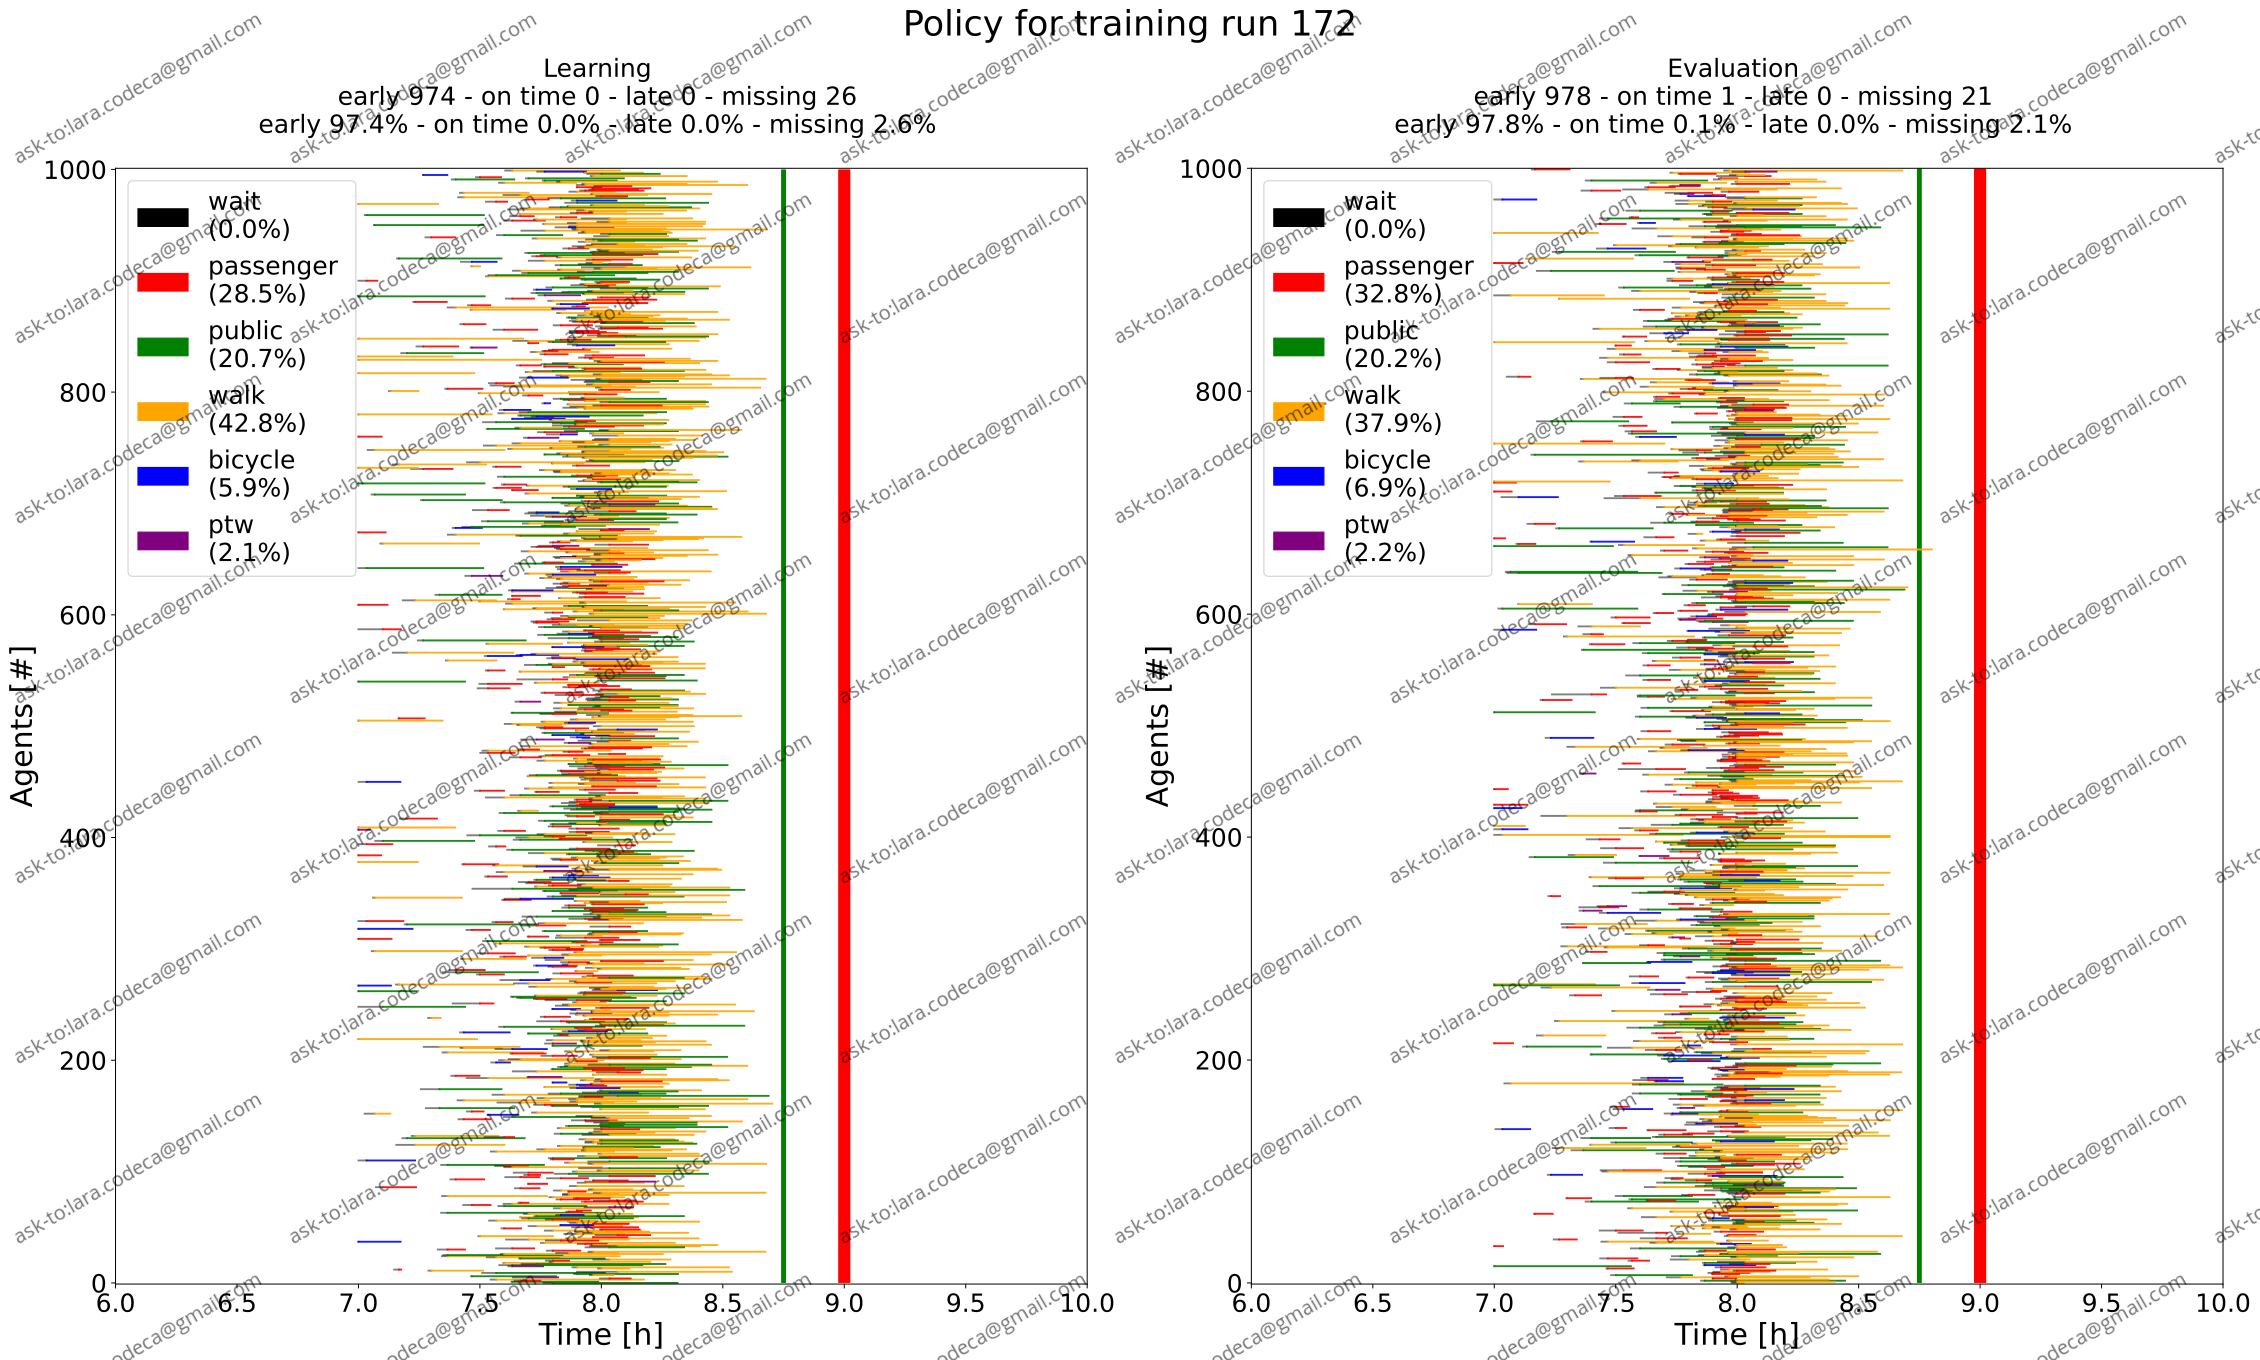 Policy for training run 172
Learning
early 974 - on time 0 - late 0 - missing 26
early 97.4% - on time 0.0% - late 0.0% - missing 2.6%
1000
800
600
400
200
0
Agents [#]
wait
(0.0%)
passenger
(28.5%)
public
(20.7%)
walk
(42.8%)
bicycle
(5.9%)
ptw
(2.1%)
6.0 6.5 7.0 7.5 8.0 8.5 9.0 9.5 10.0
Time [h]
Evaluation
early 978 - on time 1 - late 0 - missing 21
early 97.8% - on time 0.1% - late 0.0% - missing 2.1%
1000
800
600
400
200
0
Agents [#]
wait
(0.0%)
passenger
(32.8%)
public
(20.2%)
walk
(37.9%)
bicycle
(6.9%)
ptw
(2.2%)
6.0 6.5 7.0 7.5 8.0 8.5 9.0 9.5 10.0
Time [h]
ask-to:lara.codeca@gmail.com